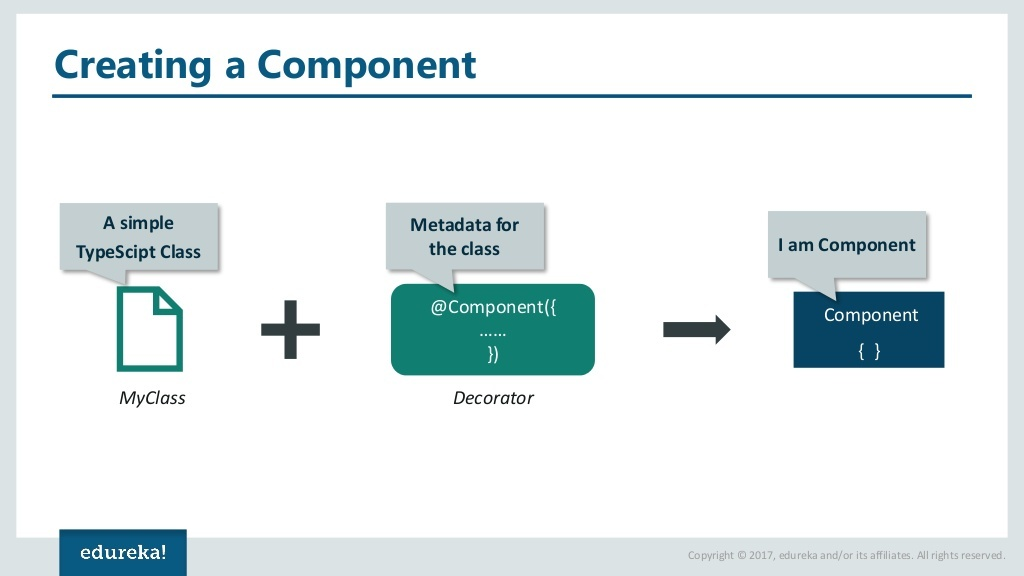 Creating a Component
A simple
TypeScipt Class
Metadata for
the class
I am Component
@Component({
......
})
Component
{ }
MyClass
Decorator
edureka!
Copyright © 2017, edureka and/or its affiliates. All rights reserved.